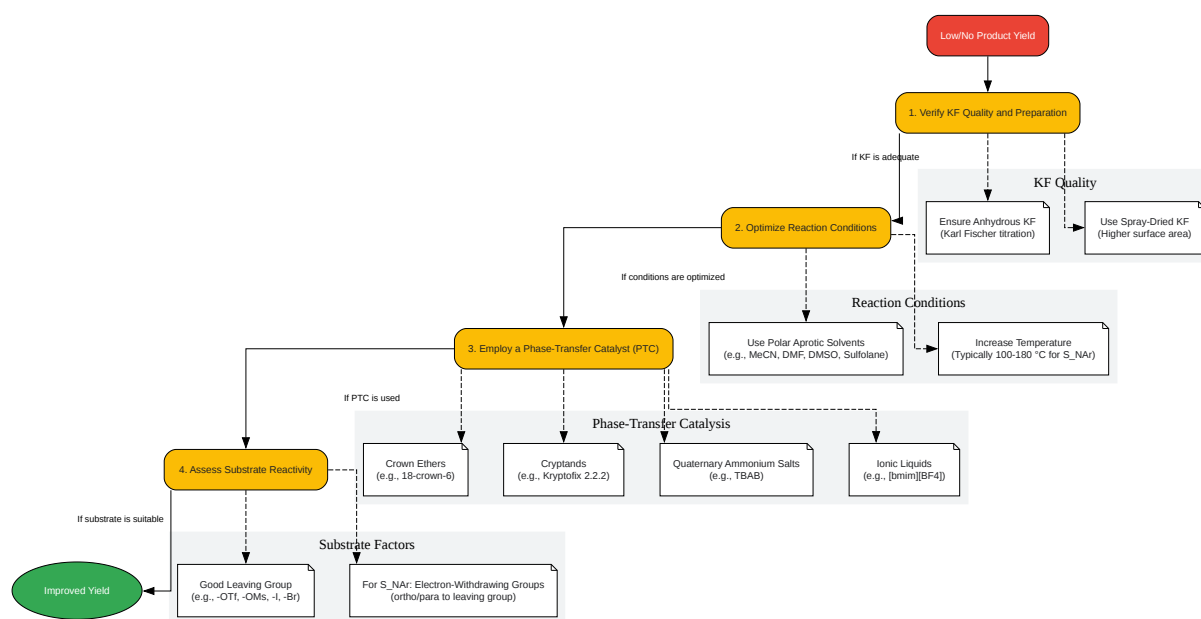 Low/No Product Yield
1. Verify KF Quality and Preparation
If KF is adequate
KF Quality
Ensure Anhydrous KF
(Karl Fischer titration)
Use Spray-Dried KF
(Higher surface area)
2. Optimize Reaction Conditions
If conditions are optimized
Reaction Conditions
Use Polar Aprotic Solvents
(e.g., MeCN, DMF, DMSO, Sulfolane)
Increase Temperature
(Typically 100-180 °C for S_NAr)
3. Employ a Phase-Transfer Catalyst (PTC)
If PTC is used
Phase-Transfer Catalysis
Crown Ethers
(e.g., 18-crown-6)
Cryptands
(e.g., Kryptofix 2.2.2)
Quaternary Ammonium Salts
(e.g., TBAB)
Ionic Liquids
(e.g., [bmim][BF4])
4. Assess Substrate Reactivity
If substrate is suitable
Substrate Factors
Good Leaving Group
(e.g., -OTf, -OMs, -I, -Br)
For S_NAr: Electron-Withdrawing Groups
(ortho/para to leaving group)
Improved Yield